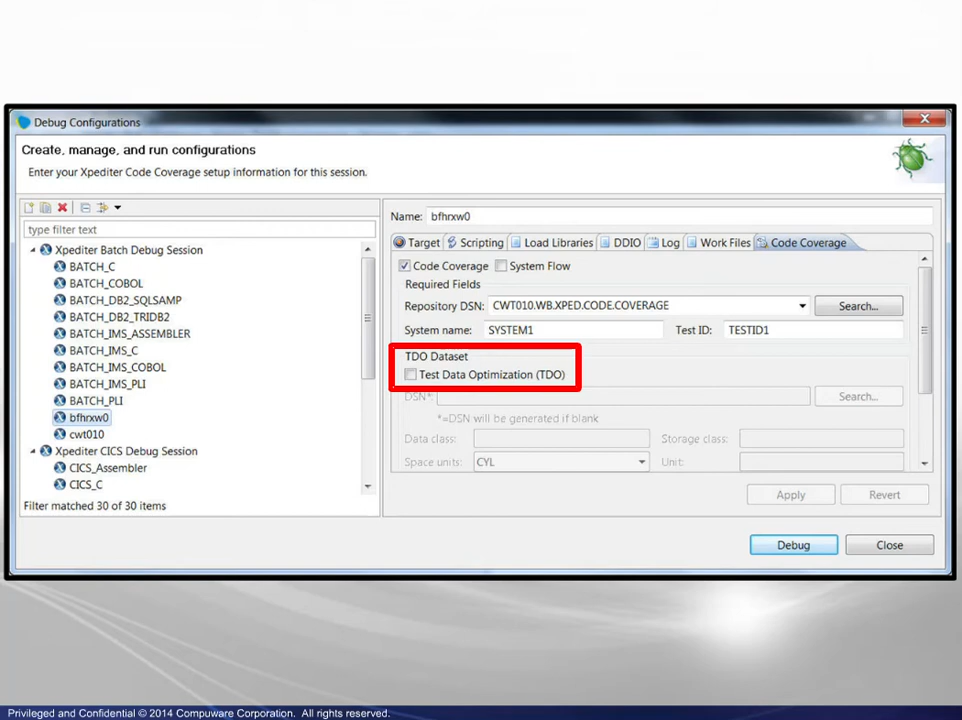 Debug Configurations
Create, manage, and run configurations
Enter your Xpediter Code Coverage setup information for this session.
type filter text
Xpediter Batch Debug Session
BATCH_C
BATCH_COBOL
BATCH_DB2_SQLSAMP
BATCH_DB2_TRIDB2
BATCH_IMS_ASSEMBLER
BATCH_IMS_C
BATCH_IMS_COBOL
BATCH_IMS_PLI
BATCH_PLI
bfhrxw0
cwt010
Xpediter CICS Debug Session
CICS_Assembler
CICS_C
Filter matched 30 of 30 items
Name: bfhrxw0
Target Scripting Load Libraries DDIO Log Work Files Code Coverage
Code Coverage System Flow
Required Fields
Repository DSN: CWT010.WB.XPED.CODE.COVERAGE Search...
System name: SYSTEM1 Test ID: TESTID1
TDO Dataset
Test Data Optimization (TDO)
DSN*: Search...
*=DSN will be generated if blank
Data class: Storage class:
Space units: CYL Unit:
Apply Revert
Debug Close
Privileged and Confidential © 2014 Compuware Corporation. All rights reserved.